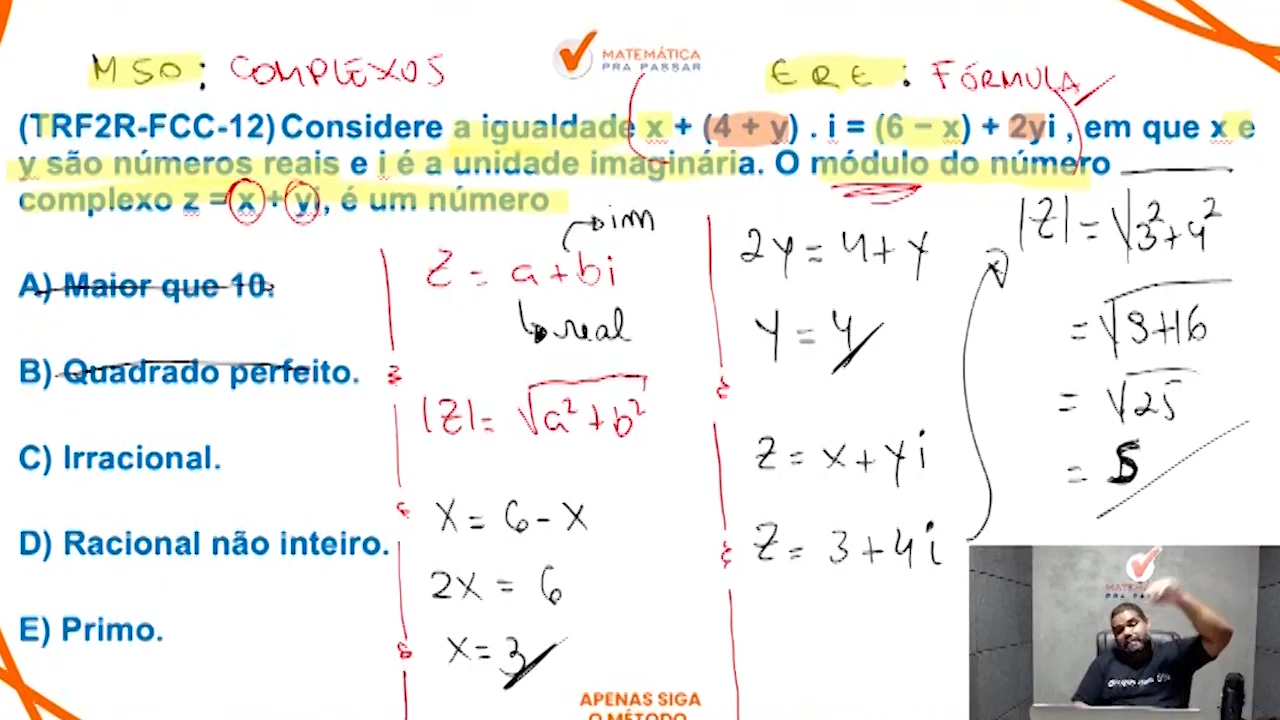 MATEMÁTICA
PRA PASSAR
MSO: COMPLEXOS
ERE: FÓRMULA
(TRF2R-FCC-12) Considere a igualdade x + (4 + y) . i = (6 − x) + 2yi , em que x e
y são números reais e i é a unidade imaginária. O módulo do número
complexo z = x + yi, é um número
A) Maior que 10.
B) Quadrado perfeito.
C) Irracional.
D) Racional não inteiro.
E) Primo.
im
Z = a+bi
real
|Z| = √a²+b²
X = 6-X
2X = 6
X = 3
2y = 4+y
y = 4
Z = x+yi
Z = 3+4i
|Z| = √3²+4²
= √9+16
= √25
= 5
MATEMÁTICA
APENAS SIGA
O MÉTODO